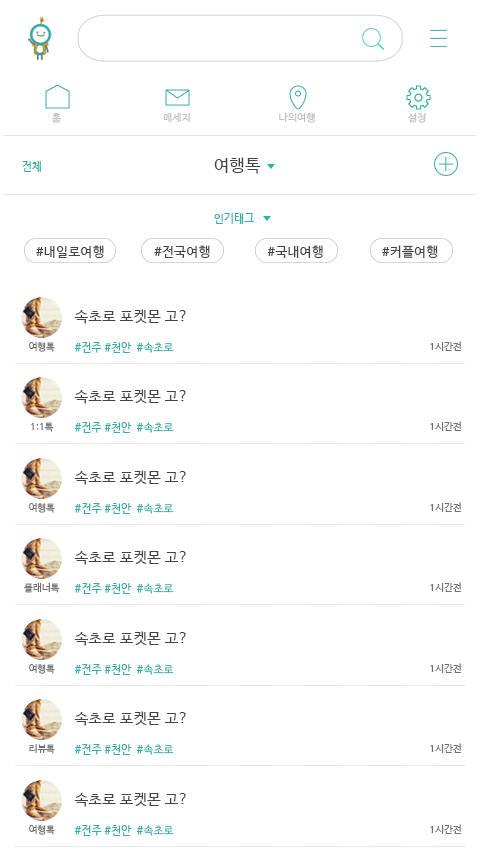 홈 메세지 나의여행 설정
전체 여행톡
인기태그
#내일로여행 #전국여행 #국내여행 #커플여행
속초로 포켓몬 고?
여행톡 #전주 #천안 #속초로 1시간전
속초로 포켓몬 고?
1:1톡 #전주 #천안 #속초로 1시간전
속초로 포켓몬 고?
여행톡 #전주 #천안 #속초로 1시간전
속초로 포켓몬 고?
플래너톡 #전주 #천안 #속초로 1시간전
속초로 포켓몬 고?
여행톡 #전주 #천안 #속초로 1시간전
속초로 포켓몬 고?
리뷰톡 #전주 #천안 #속초로 1시간전
속초로 포켓몬 고?
여행톡 #전주 #천안 #속초로 1시간전